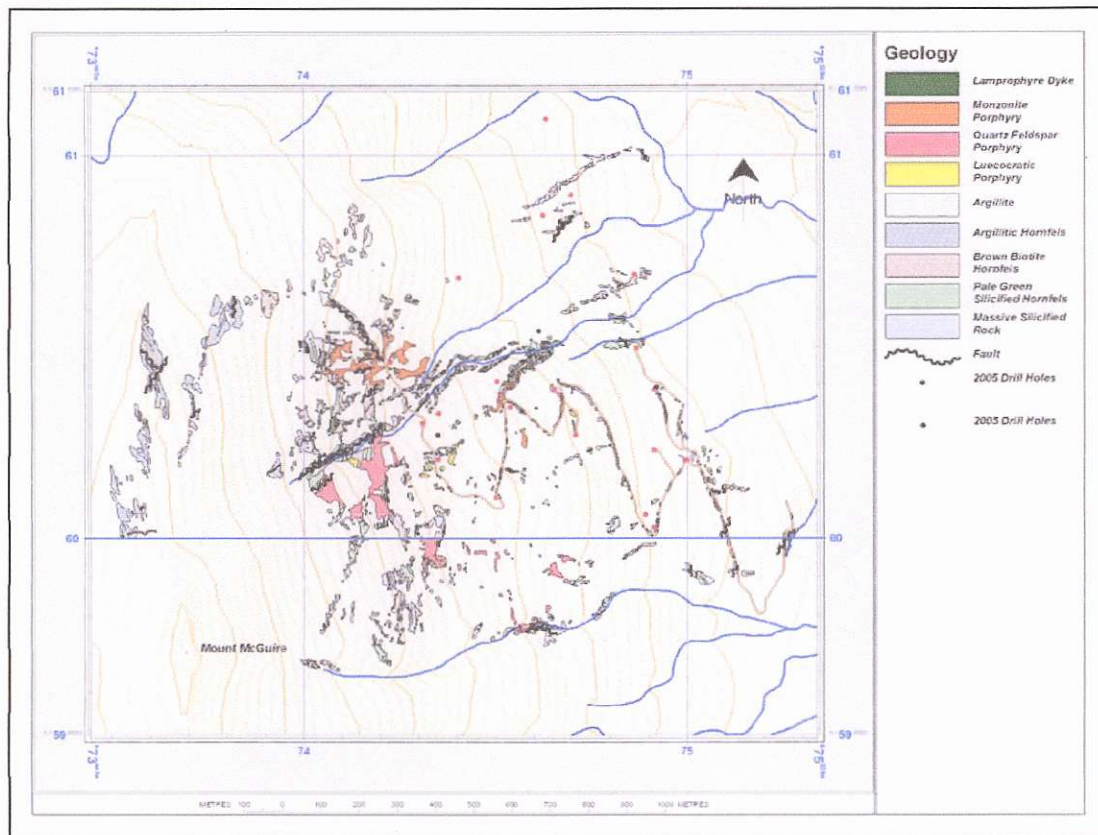 73
74
75
61
61
61
61
North
60
60
Mount McGuire
59
59
73
74
75
METRES 100 0 100 200 300 400 500 600 700 800 900 1000 METRES
Geology
Lamprophyre Dyke
Monzonite
Porphyry
Quartz Feldspar
Porphyry
Luecocratic
Porphyry
Argillite
Argillitic Hornfels
Brown Biotite
Hornfels
Pale Green
Silicified Hornfels
Massive Silicified
Rock
Fault
2005 Drill Holes
2005 Drill Holes